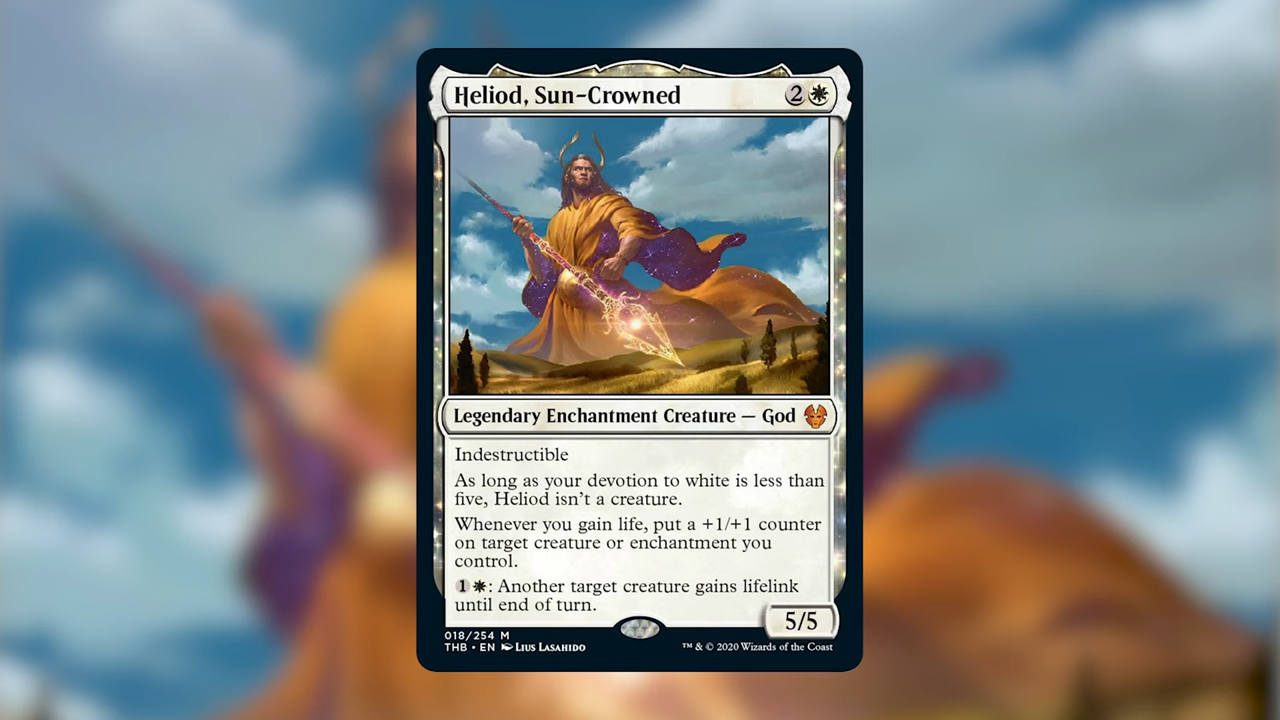 Heliod, Sun-Crowned 2
Legendary Enchantment Creature — God
Indestructible
As long as your devotion to white is less than
five, Heliod isn't a creature.
Whenever you gain life, put a +1/+1 counter
on target creature or enchantment you
control.
1 : Another target creature gains lifelink
until end of turn.
5/5
018/254 M
THB • EN Lius Lasahido
™ & © 2020 Wizards of the Coast